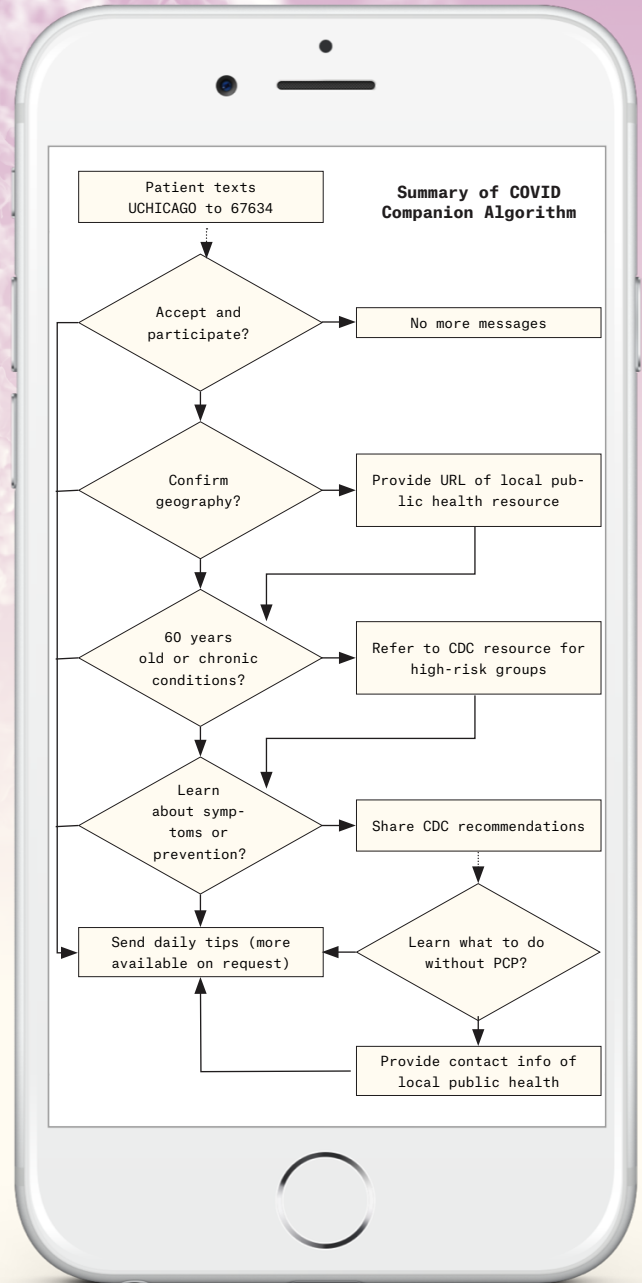 Patient texts
UCHICAGO to 67634
Summary of COVID
Companion Algorithm
Accept and
participate?
No more messages
Confirm
geography?
Provide URL of local pub-
lic health resource
60 years
old or chronic
conditions?
Refer to CDC resource for
high-risk groups
Learn
about symp-
toms or
prevention?
Share CDC recommendations
Send daily tips (more
available on request)
Learn what to do
without PCP?
Provide contact info of
local public health